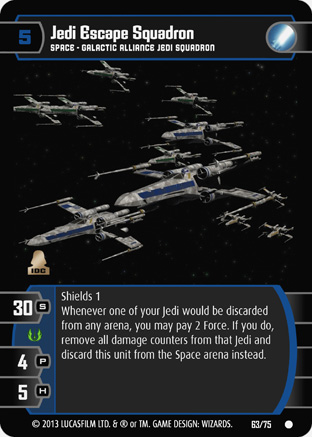 5
Jedi Escape Squadron
SPACE - GALACTIC ALLIANCE JEDI SQUADRON
IDC
30 S
4 P
5 H
Shields 1
Whenever one of your Jedi would be discarded
from any arena, you may pay 2 Force. If you do,
remove all damage counters from that Jedi and
discard this unit from the Space arena instead.
© 2013 LUCASFILM LTD. & ® or TM. GAME DESIGN: WIZARDS. 63/75